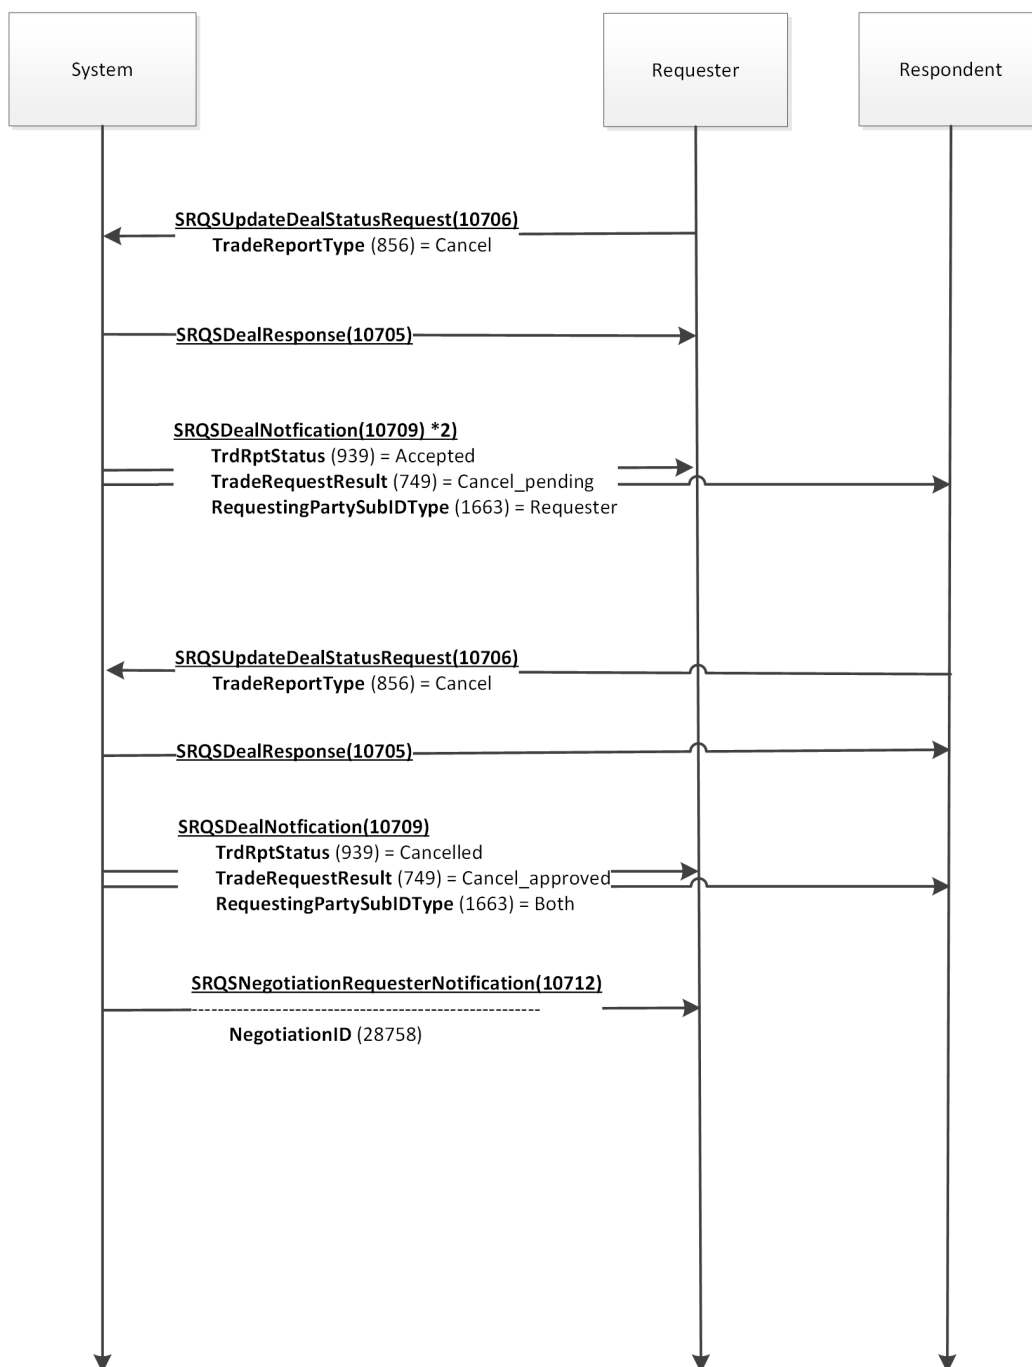 System
Requester
Respondent
SRQSUpdateDealStatusRequest(10706)
TradeReportType (856) = Cancel
SRQSDealResponse(10705)
SRQSDealNotfication(10709) *2)
TrdRptStatus (939) = Accepted
TradeRequestResult (749) = Cancel_pending
RequestingPartySubIDType (1663) = Requester
SRQSUpdateDealStatusRequest(10706)
TradeReportType (856) = Cancel
SRQSDealResponse(10705)
SRQSDealNotfication(10709)
TrdRptStatus (939) = Cancelled
TradeRequestResult (749) = Cancel_approved
RequestingPartySubIDType (1663) = Both
SRQSNegotiationRequesterNotification(10712)
------------------------------------------------------
NegotiationID (28758)